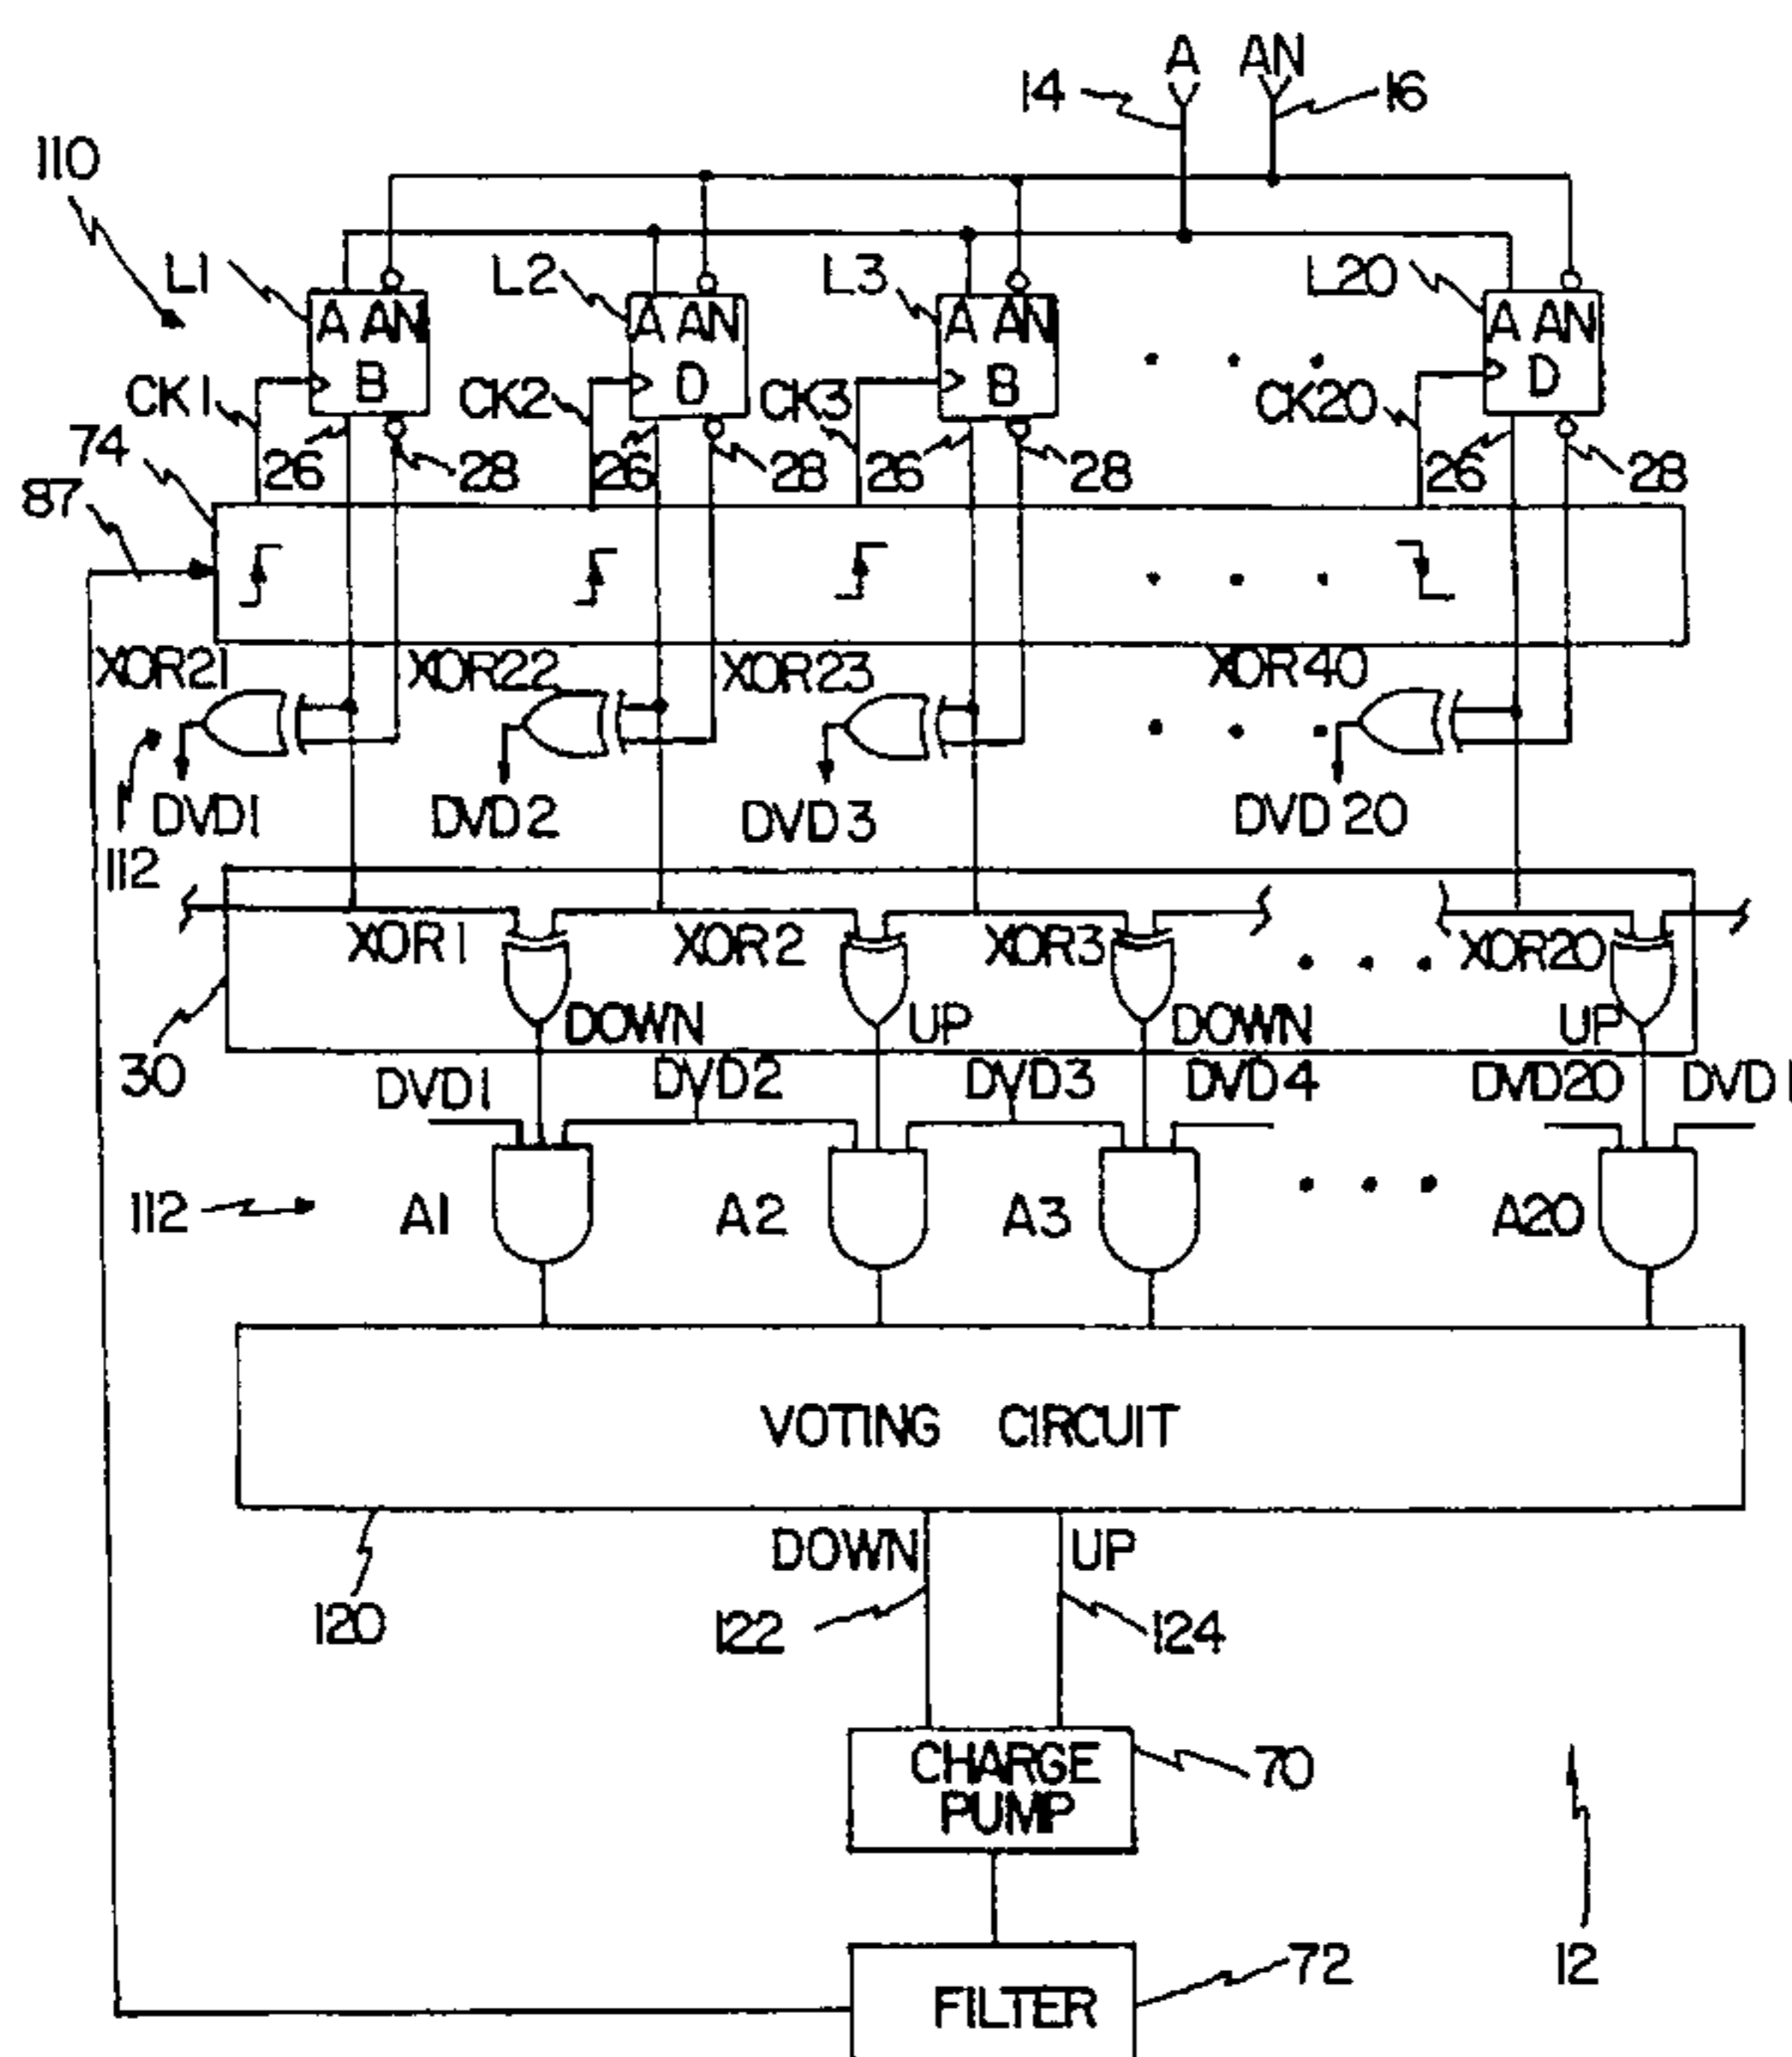 A AN
14 16
110
L1 L2 L3 L20
A AN A AN A AN A AN
B D B D
CK1 CK2 CK3 CK20
74
26 28 26 28 26 28 26 28
87
XOR21 XOR22 XOR23 XOR40
DVD1 DVD2 DVD3 DVD20
112
XOR1 XOR2 XOR3 XOR20
DOWN UP DOWN UP
30
DVD1 DVD2 DVD3 DVD4 DVD20 DVD1
112 A1 A2 A3 A20
VOTING CIRCUIT
DOWN UP
120 122 124
CHARGE
PUMP
70
72
12
FILTER